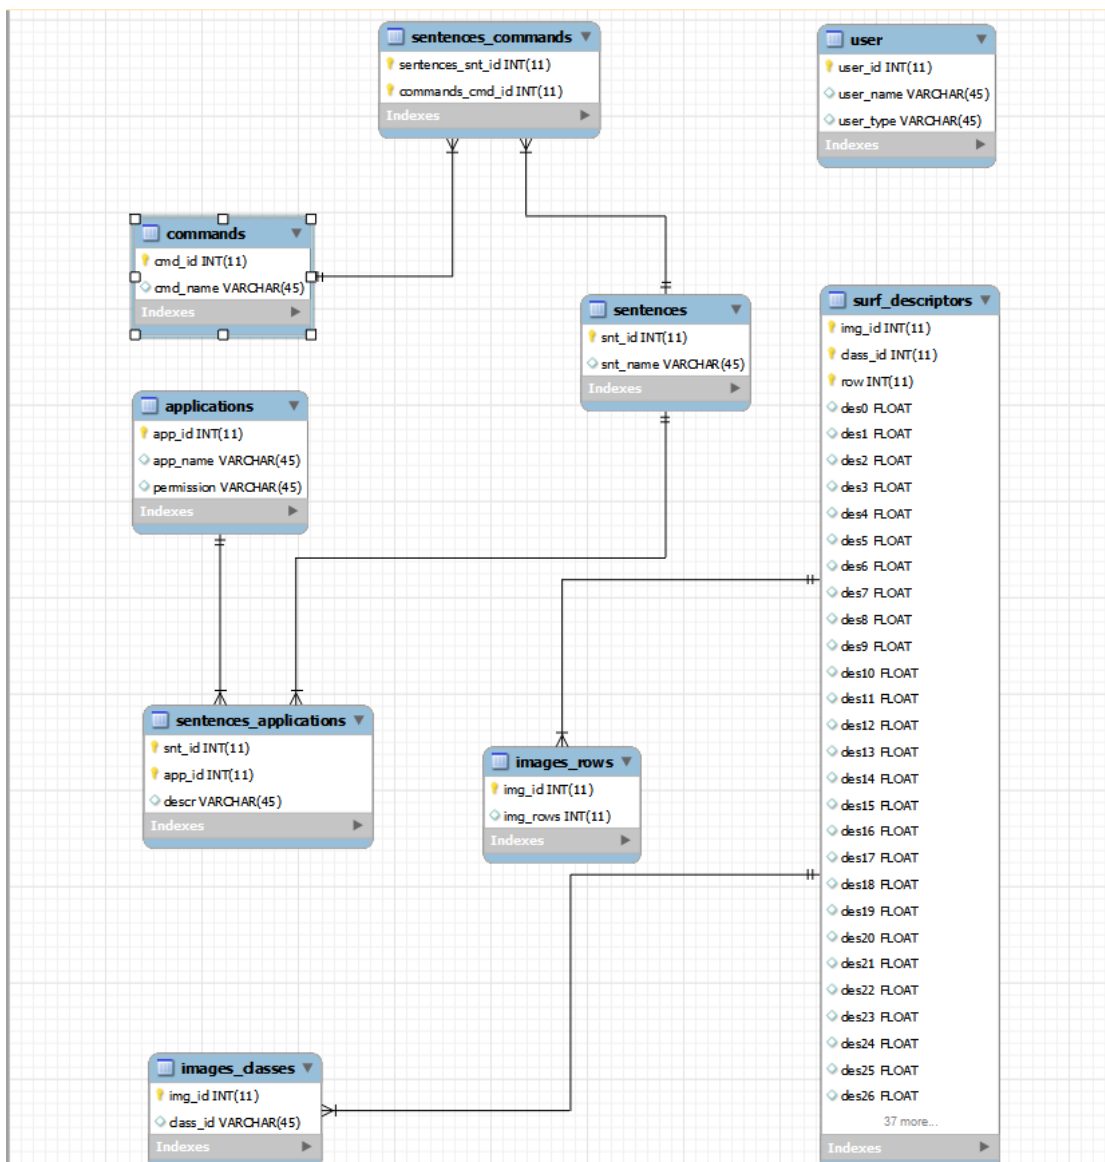 sentences_commands
sentences_snt_id INT(11)
commands_cmd_id INT(11)
Indexes
user
user_id INT(11)
user_name VARCHAR(45)
user_type VARCHAR(45)
Indexes
commands
cmd_id INT(11)
cmd_name VARCHAR(45)
Indexes
sentences
snt_id INT(11)
snt_name VARCHAR(45)
Indexes
applications
app_id INT(11)
app_name VARCHAR(45)
permission VARCHAR(45)
Indexes
surf_descriptors
img_id INT(11)
class_id INT(11)
row INT(11)
des0 FLOAT
des1 FLOAT
des2 FLOAT
des3 FLOAT
des4 FLOAT
des5 FLOAT
des6 FLOAT
des7 FLOAT
des8 FLOAT
des9 FLOAT
des10 FLOAT
des11 FLOAT
des12 FLOAT
des13 FLOAT
des14 FLOAT
des15 FLOAT
des16 FLOAT
des17 FLOAT
des18 FLOAT
des19 FLOAT
des20 FLOAT
des21 FLOAT
des22 FLOAT
des23 FLOAT
des24 FLOAT
des25 FLOAT
des26 FLOAT
37 more...
Indexes
sentences_applications
snt_id INT(11)
app_id INT(11)
descr VARCHAR(45)
Indexes
images_rows
img_id INT(11)
img_rows INT(11)
Indexes
images_classes
img_id INT(11)
class_id VARCHAR(45)
Indexes